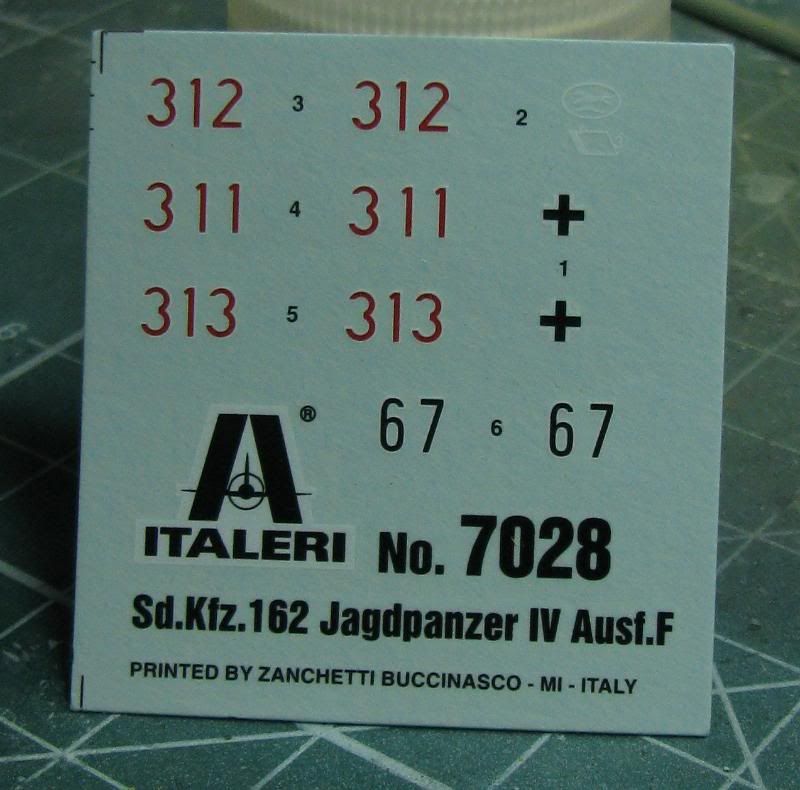 312 3 312 2
311 4 311
1
313 5 313
67 6 67
®
ITALERI No. 7028
Sd.Kfz.162 Jagdpanzer IV Ausf.F
PRINTED BY ZANCHETTI BUCCINASCO - MI - ITALY